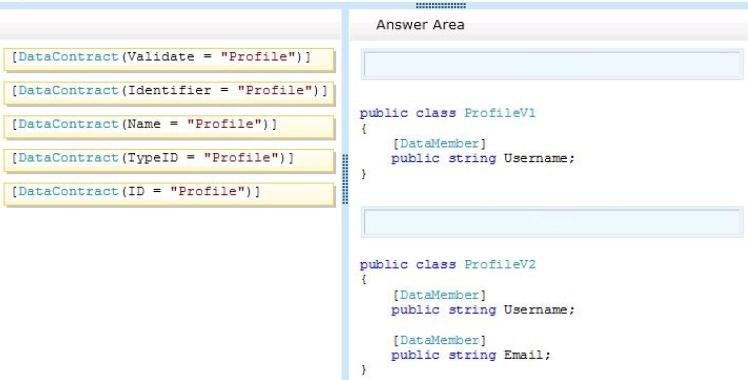 Answer Area
[DataContract(Validate = "Profile")]
[DataContract(Identifier = "Profile")]
[DataContract(Name = "Profile")]
[DataContract(TypeID = "Profile")]
[DataContract(ID = "Profile")]
public class ProfileV1
{
[DataMember]
public string Username;
}
public class ProfileV2
{
[DataMember]
public string Username;
[DataMember]
public string Email;
}